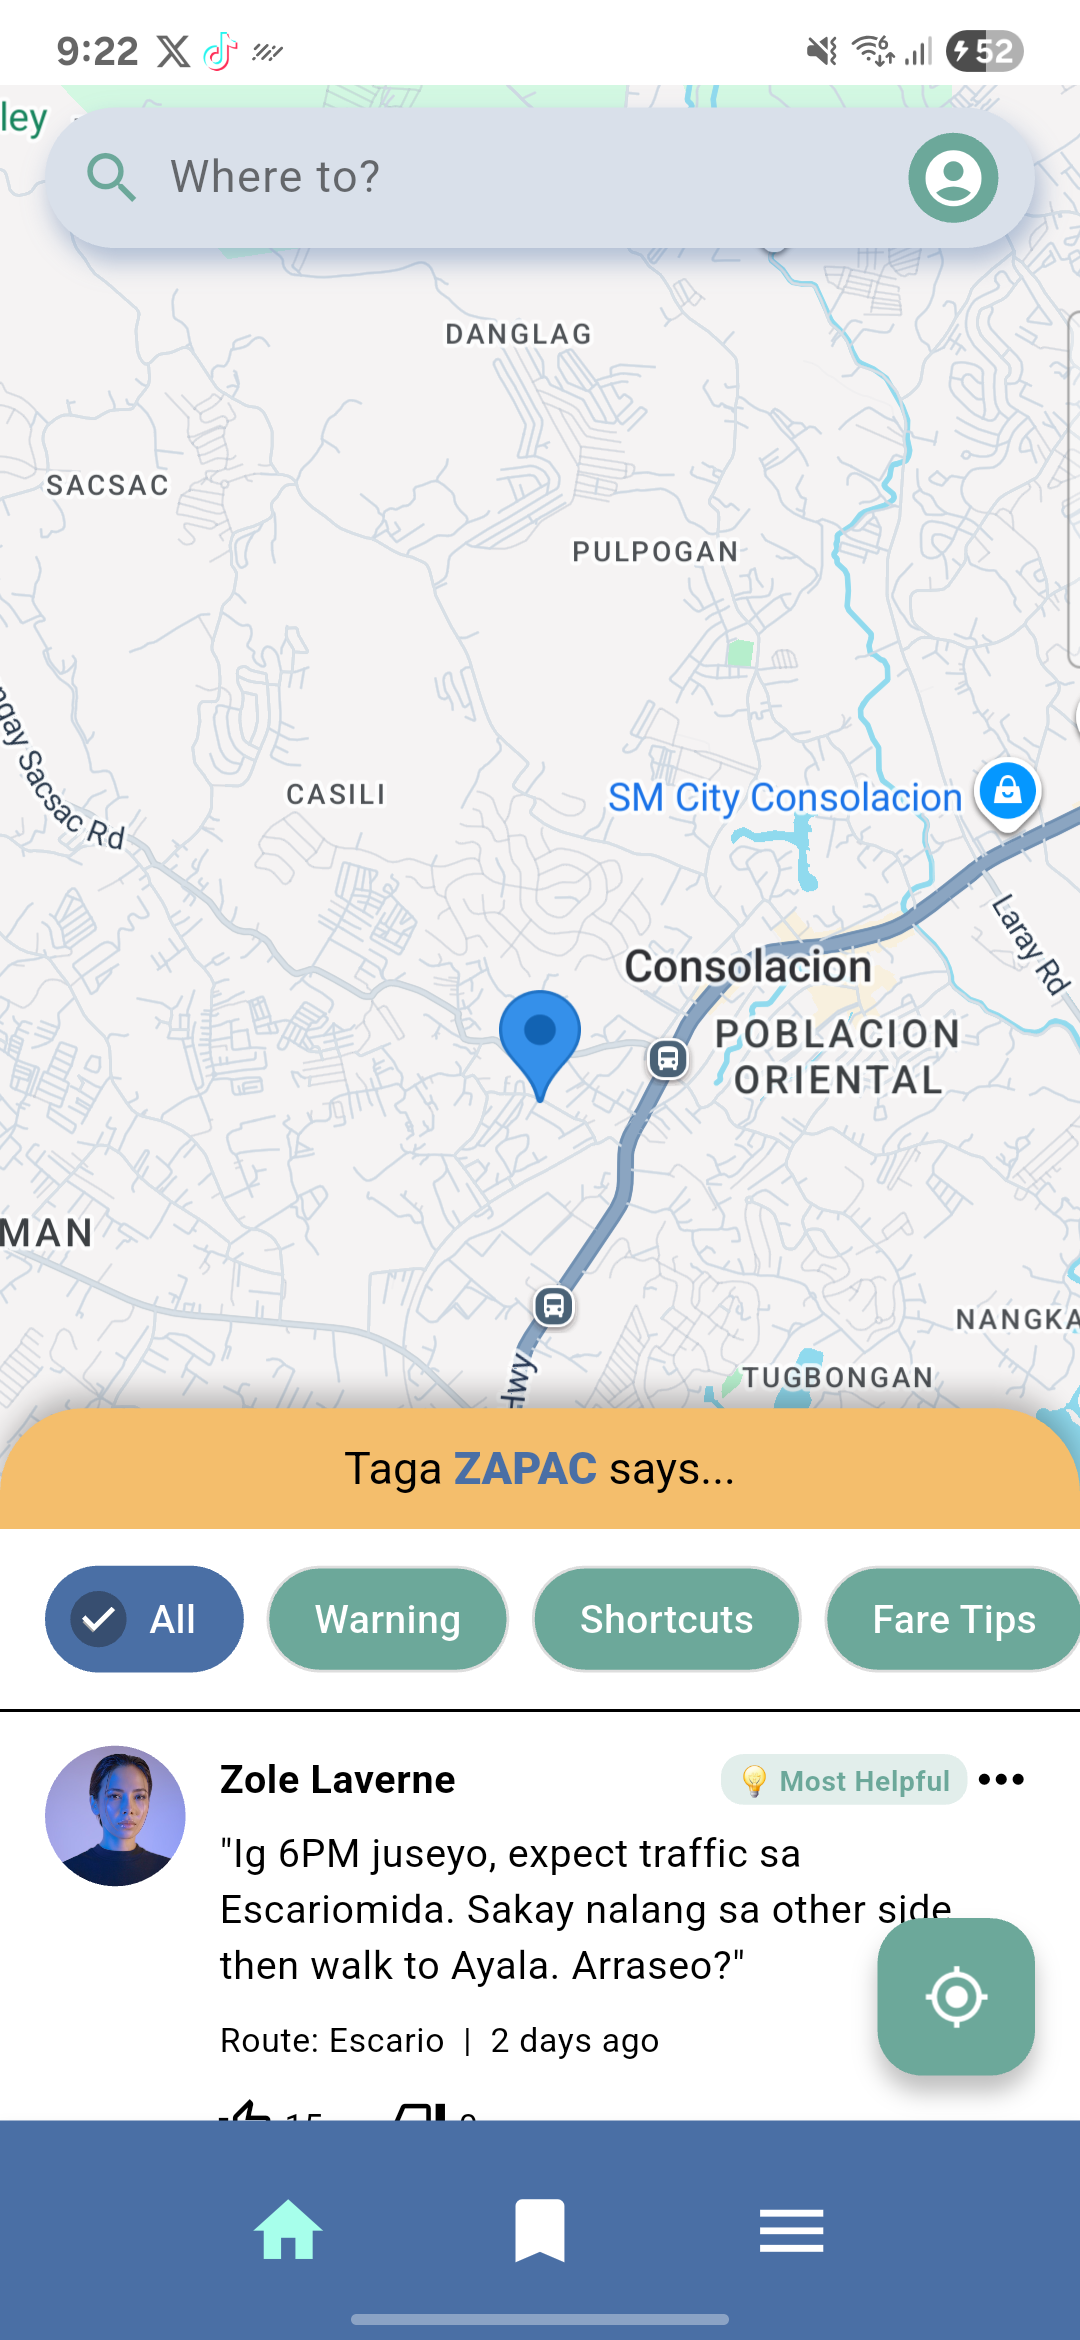 9:22
6
52
ley
Where to?
DANGLAG
SACSAC
PULPOGAN
ngay Sacsac Rd
CASILI
SM City Consolacion
Laray Rd
Consolacion
POBLACION
ORIENTAL
MAN
NANGKA
TUGBONGAN
Hwy
Taga ZAPAC says...
All
Warning
Shortcuts
Fare Tips
Zole Laverne
Most Helpful
"Ig 6PM juseyo, expect traffic sa
Escariomida. Sakay nalang sa other side
then walk to Ayala. Arraseo?"
Route: Escario | 2 days ago
15